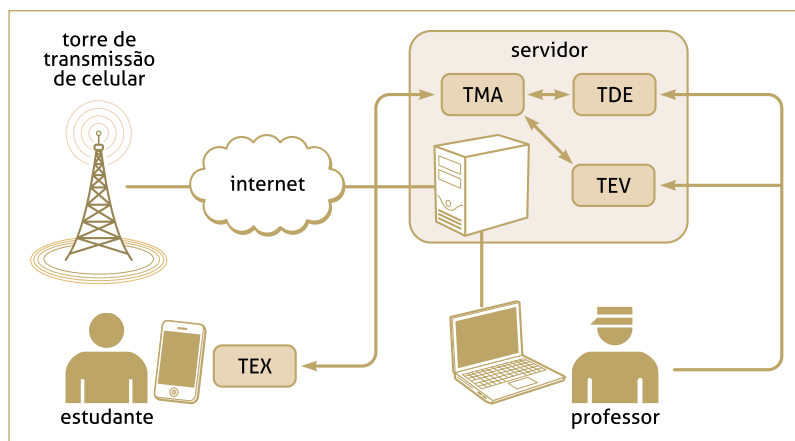 torre de
transmissão
de celular
servidor
TMA
TDE
internet
TEV
TEX
estudante
professor